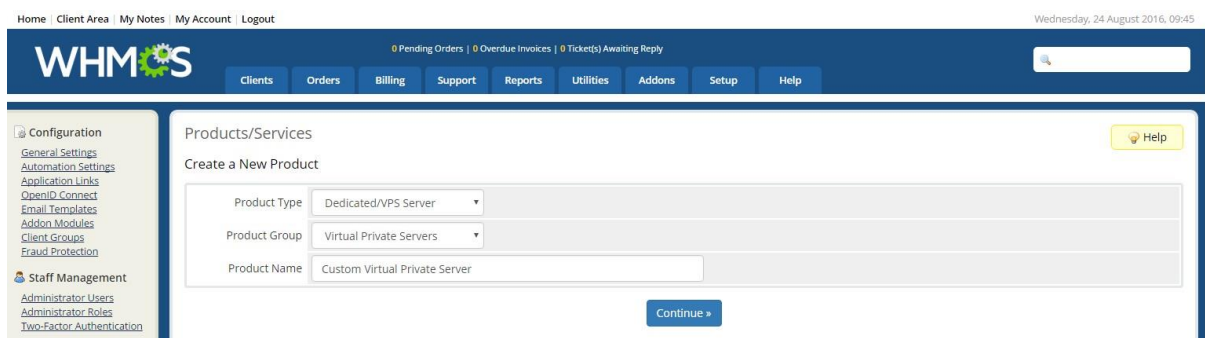 Home | Client Area | My Notes | My Account | Logout
Wednesday, 24 August 2016, 09:45
WHMCS
0 Pending Orders | 0 Overdue Invoices | 0 Ticket(s) Awaiting Reply
Clients Orders Billing Support Reports Utilities Addons Setup Help
Configuration
General Settings
Automation Settings
Application Links
OpenID Connect
Email Templates
Addon Modules
Client Groups
Fraud Protection
Staff Management
Administrator Users
Administrator Roles
Two-Factor Authentication
Products/Services
Help
Create a New Product
Product Type Dedicated/VPS Server
Product Group Virtual Private Servers
Product Name Custom Virtual Private Server
Continue »